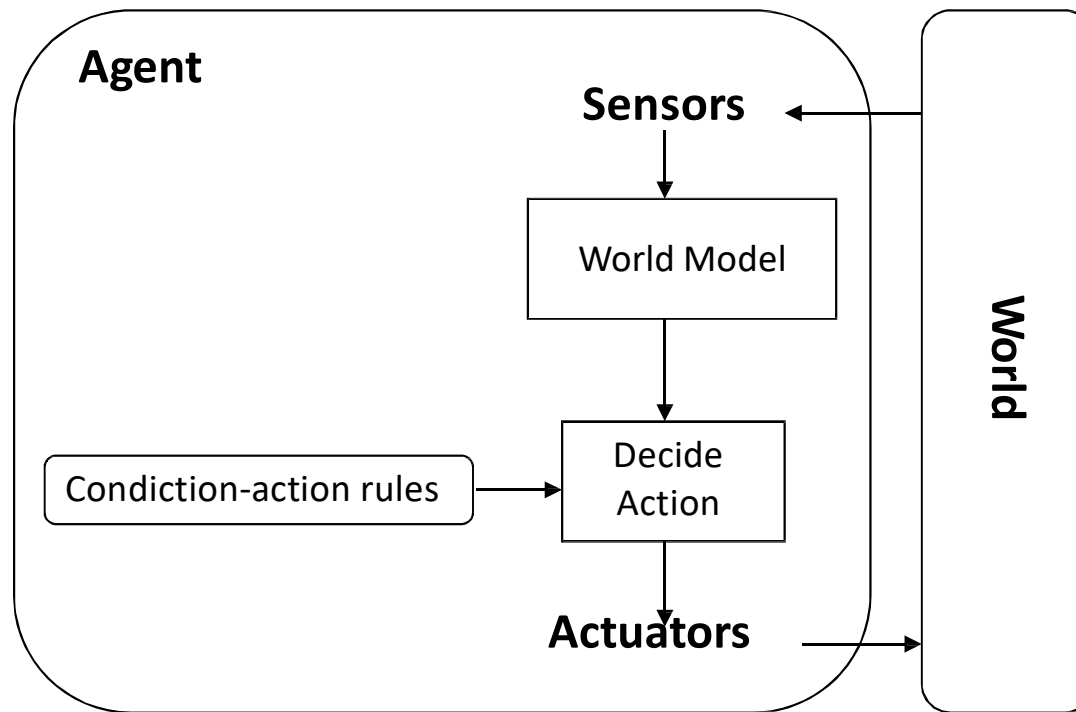 Agent
Sensors
World Model
World
Decide
Action
Condiction-action rules
Actuators